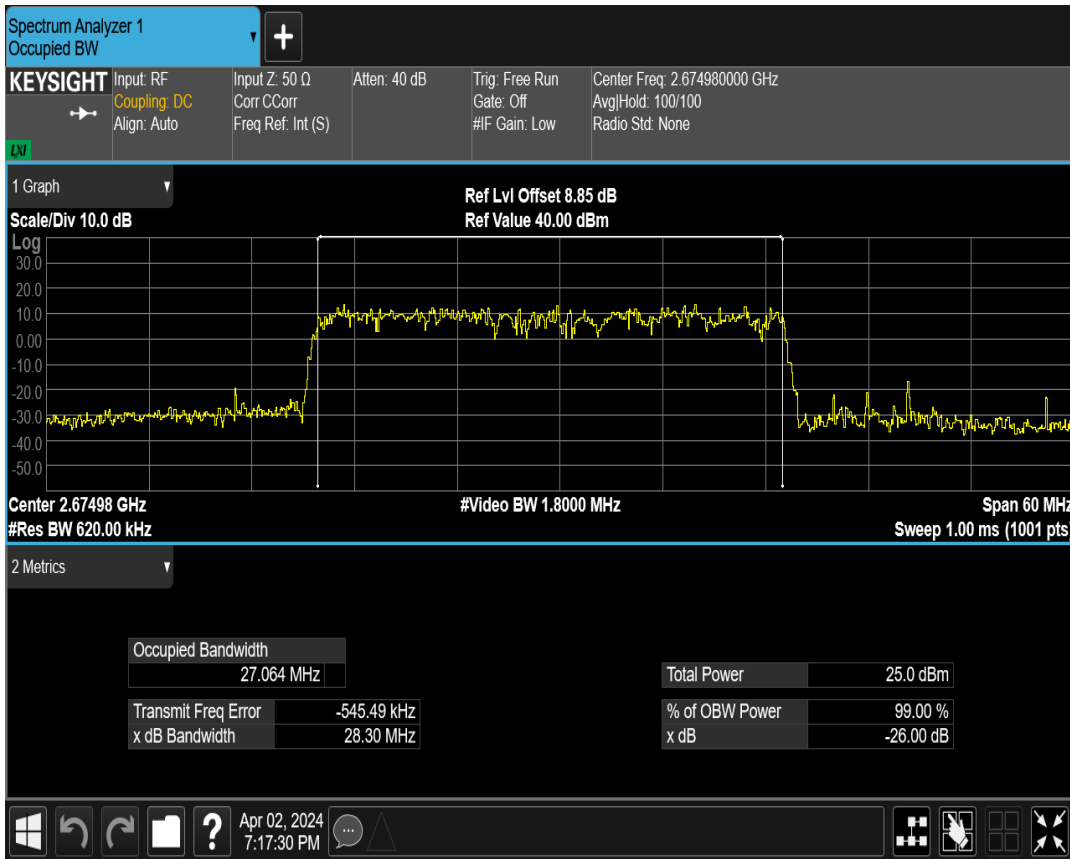 Spectrum Analyzer 1
Occupied BW
KEYSIGHT
LXI
Input: RF
Coupling: DC
Align: Auto
Input Z: 50 Ω
Corr CCorr
Freq Ref: Int (S)
Atten: 40 dB
Trig: Free Run
Gate: Off
#IF Gain: Low
Center Freq: 2.674980000 GHz
Avg|Hold: 100/100
Radio Std: None
1 Graph
Scale/Div 10.0 dB
Ref Lvl Offset 8.85 dB
Ref Value 40.00 dBm
Log
30.0
20.0
10.0
0.00
-10.0
-20.0
-30.0
-40.0
-50.0
Center 2.67498 GHz
#Video BW 1.8000 MHz
Span 60 MHz
#Res BW 620.00 kHz
Sweep 1.00 ms (1001 pts)
2 Metrics
Occupied Bandwidth
27.064 MHz
Total Power 25.0 dBm
Transmit Freq Error -545.49 kHz
% of OBW Power 99.00 %
x dB Bandwidth 28.30 MHz
x dB -26.00 dB
Apr 02, 2024
7:17:30 PM